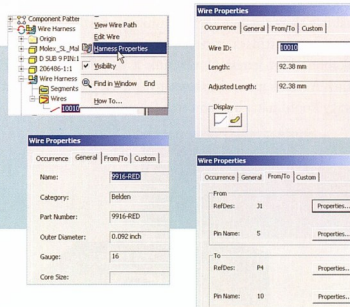 Component Patter
Wire Harness
Origin
Molex_SL_Mal
D SUB 9 PIN:1
206486-1:1
Wire Harness
Segments
Wires
10010
View Wire Path
Edit Wire
Harness Properties
Visibility
Find in Window End
How To...
Wire Properties
Occurrence General From/To Custom
Wire ID: 10010
Length: 92.38 mm
Adjusted Length: 92.38 mm
Display
Wire Properties
Occurrence General From/To Custom
Name: 9916-RED
Category: Belden
Part Number: 9916-RED
Outer Diameter: 0.092 inch
Gauge: 16
Core Size:
Wire Properties
Occurrence General From/To Custom
From
RefDes: J1 Properties...
Pin Name: 5 Properties...
To
RefDes: P4 Properties...
Pin Name: 10 Properties...